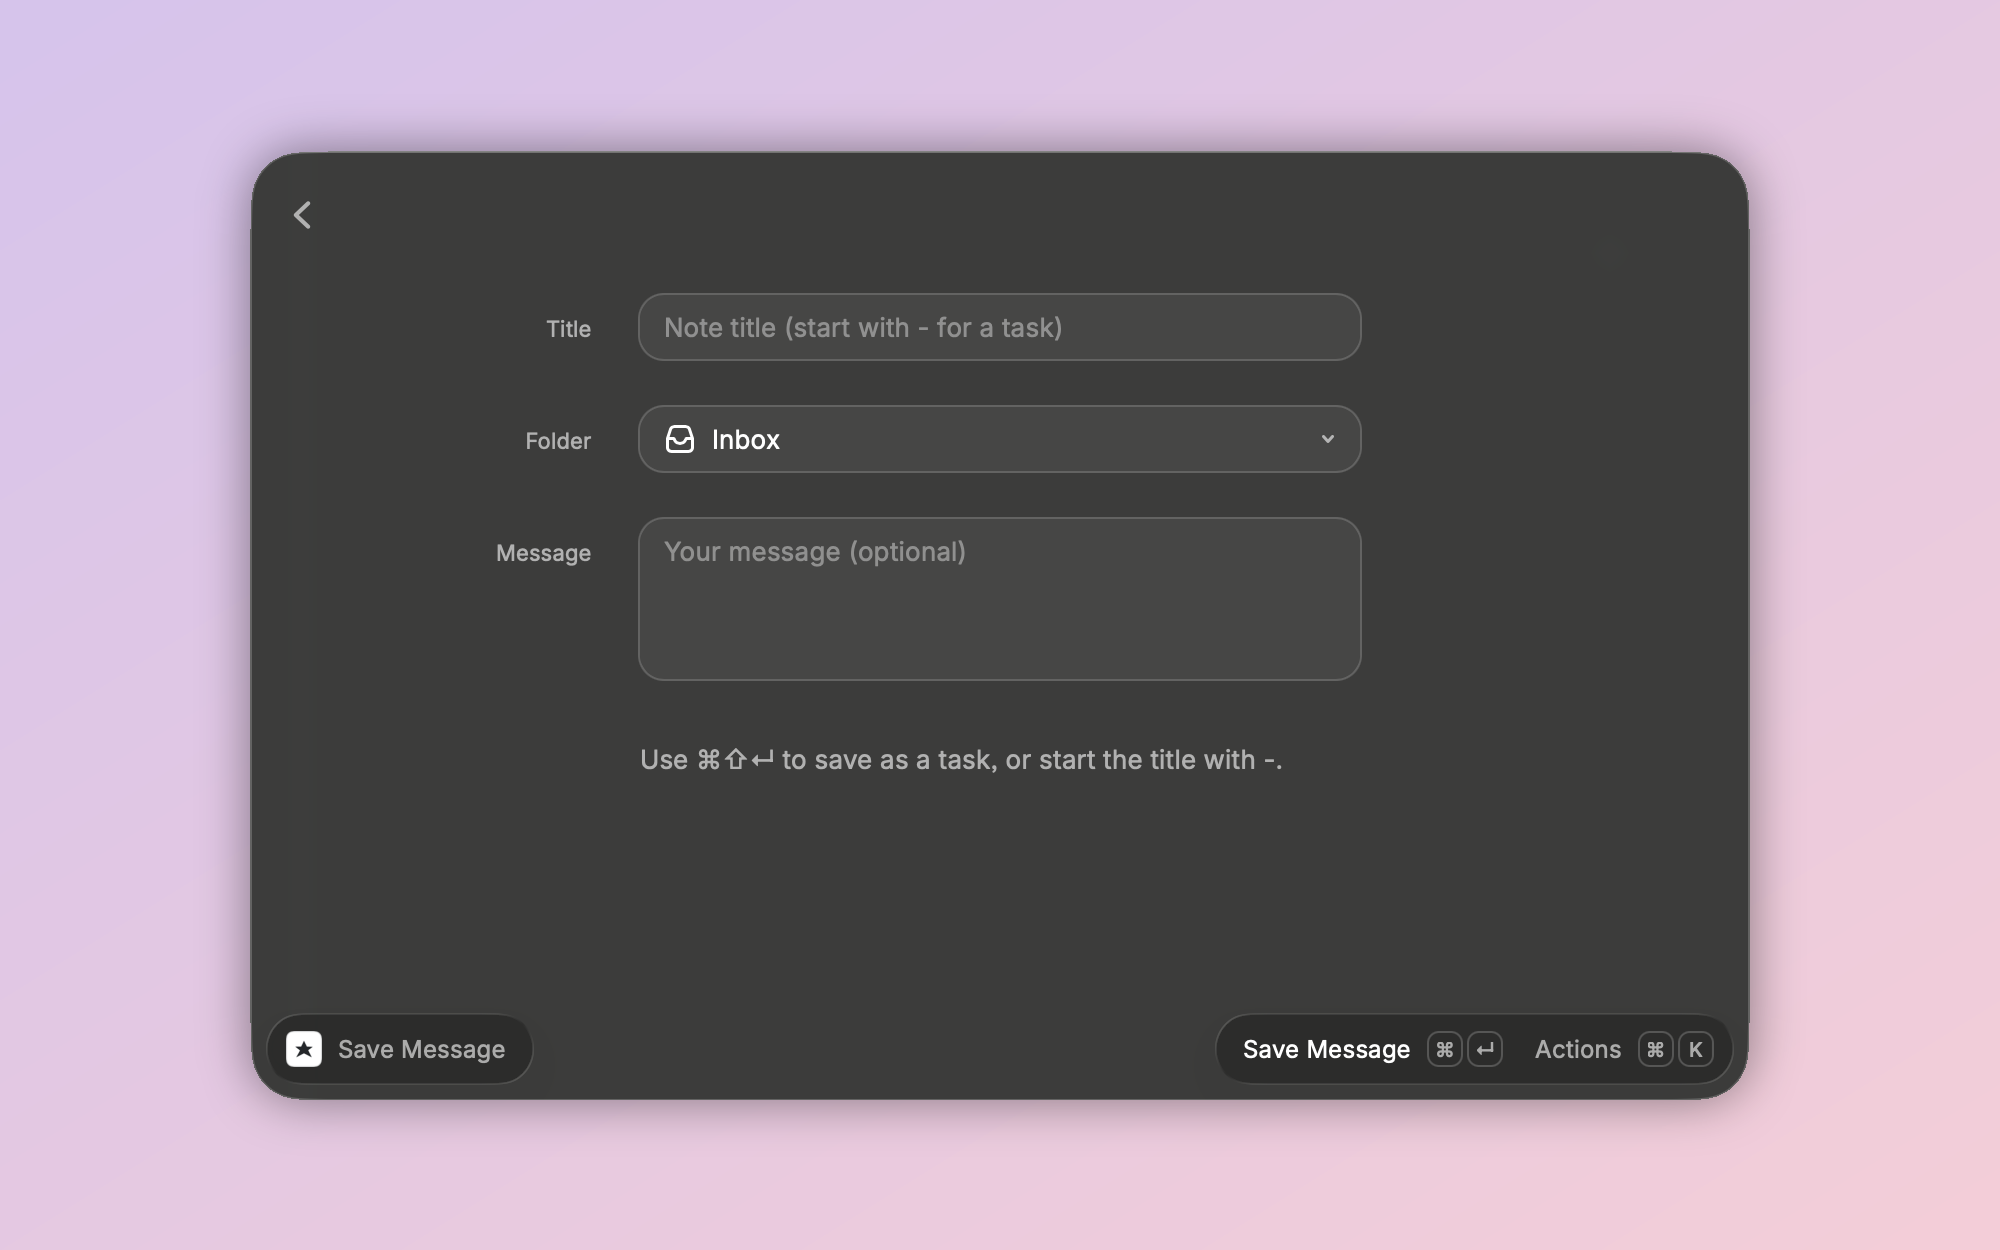 Title
Note title (start with - for a task)
Folder
Inbox
Message
Your message (optional)
Use ⌘⇧↵ to save as a task, or start the title with -.
Save Message
Save Message ⌘ ↵ Actions ⌘ K